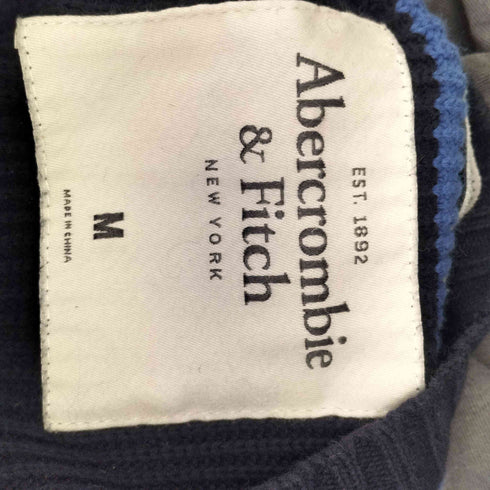 EST. 1892
Abercrombie
& Fitch
NEW YORK
M
MADE IN CHINA